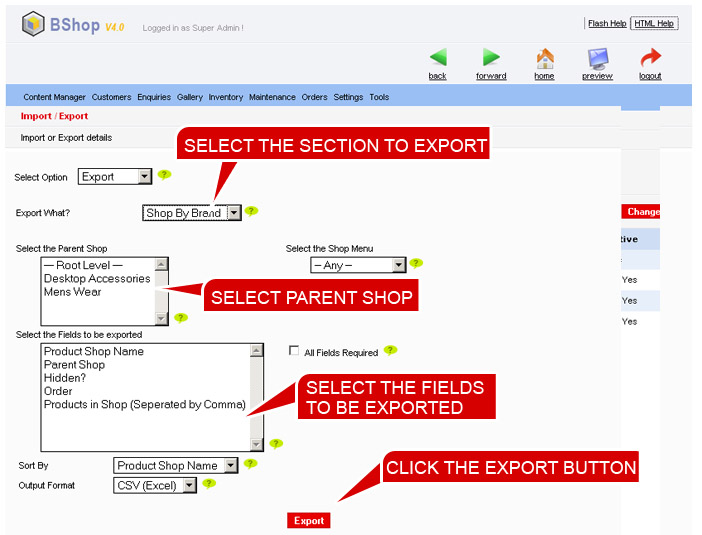 BShop V4.0 Logged in as Super Admin !
Flash Help HTML Help
back forward home preview logout
Content Manager Customers Enquiries Gallery Inventory Maintenance Orders Settings Tools
Import / Export
Import or Export details
SELECT THE SECTION TO EXPORT
Select Option Export ?
Export What? Shop By Brand ?
Change
Select the Parent Shop
Select the Shop Menu
tive
— Root Level —
Desktop Accessories
Mens Wear
?
– Any – ?
Yes
Yes
Yes
SELECT PARENT SHOP
Select the Fields to be exported
Product Shop Name
Parent Shop
Hidden?
Order
Products in Shop (Seperated by Comma)
?
All Fields Required ?
SELECT THE FIELDS
TO BE EXPORTED
Sort By Product Shop Name ?
Output Format CSV (Excel) ?
CLICK THE EXPORT BUTTON
Export